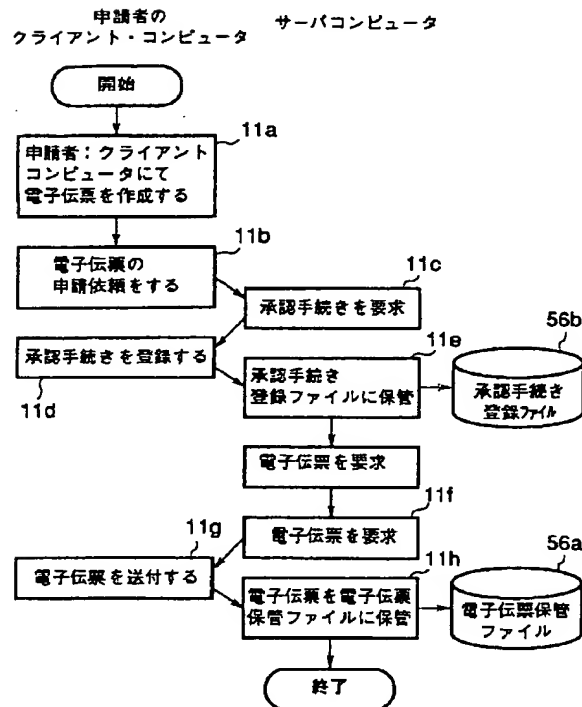 申請者の
クライアント・コンピュータ
サーバコンピュータ
開始
11a
申請者：クライアント
コンピュータにて
電子伝票を作成する
11b
電子伝票の
申請依頼をする
11c
承認手続きを要求
承認手続きを登録する
11d
11e
承認手続き
登録ファイルに保管
56b
承認手続き
登録ファイル
電子伝票を要求
11f
電子伝票を要求
11g
電子伝票を送付する
11h
電子伝票を電子伝票
保管ファイルに保管
56a
電子伝票保管
ファイル
終了